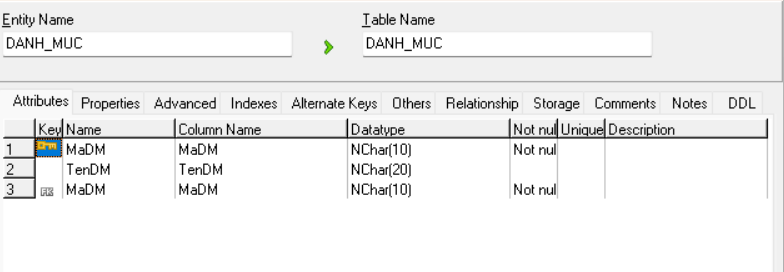 Entity Name Table Name
DANH_MUC DANH_MUC
Attributes Properties Advanced Indexes Alternate Keys Others Relationship Storage Comments Notes DDL
Key Name Column Name Datatype Not nul Unique Description
1 MaDM MaDM NChar(10) Not nul
2 TenDM TenDM NChar(20)
3 FK MaDM MaDM NChar(10) Not nul